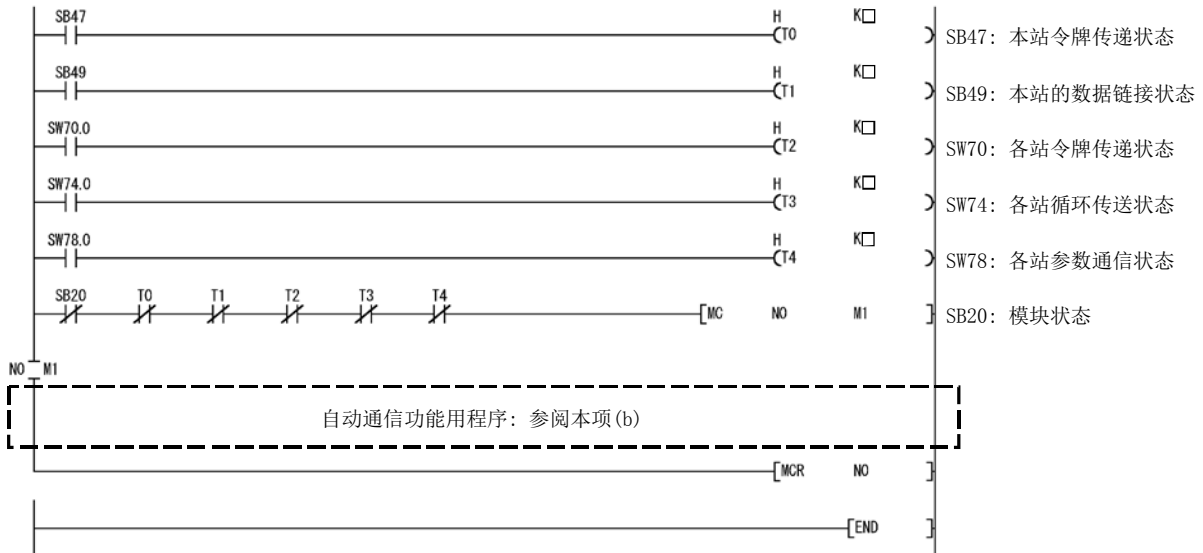 SB47 H K□
(T0 ) SB47: 本站令牌传递状态
SB49 H K□
(T1 ) SB49: 本站的数据链接状态
SW70.0 H K□
(T2 ) SW70: 各站令牌传递状态
SW74.0 H K□
(T3 ) SW74: 各站循环传送状态
SW78.0 H K□
(T4 ) SW78: 各站参数通信状态
SB20 T0 T1 T2 T3 T4
[MC N0 M1 ] SB20: 模块状态
N0 M1
自动通信功能用程序: 参阅本项(b)
[MCR N0 ]
[END ]